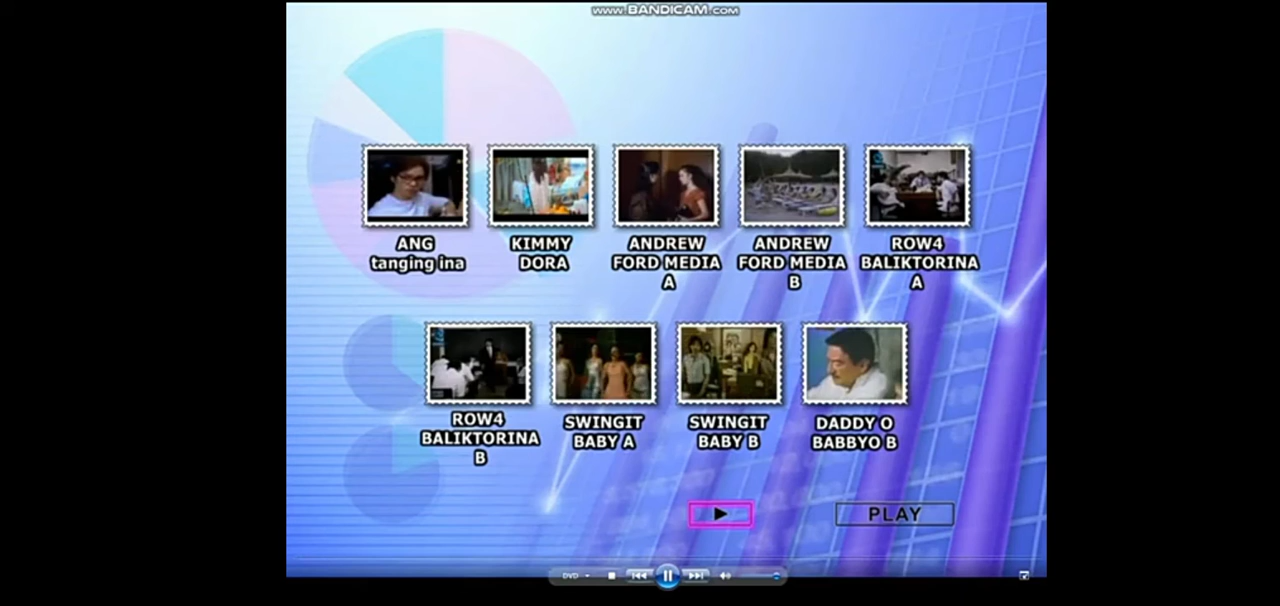 www.BANDICAM.com
ANG
tanging ina
KIMMY
DORA
ANDREW
FORD MEDIA
A
ANDREW
FORD MEDIA
B
ROW4
BALIKTORINA
A
ROW4
BALIKTORINA
B
SWINGIT
BABY A
SWINGIT
BABY B
DADDY O
BABBYO B
PLAY
DVD